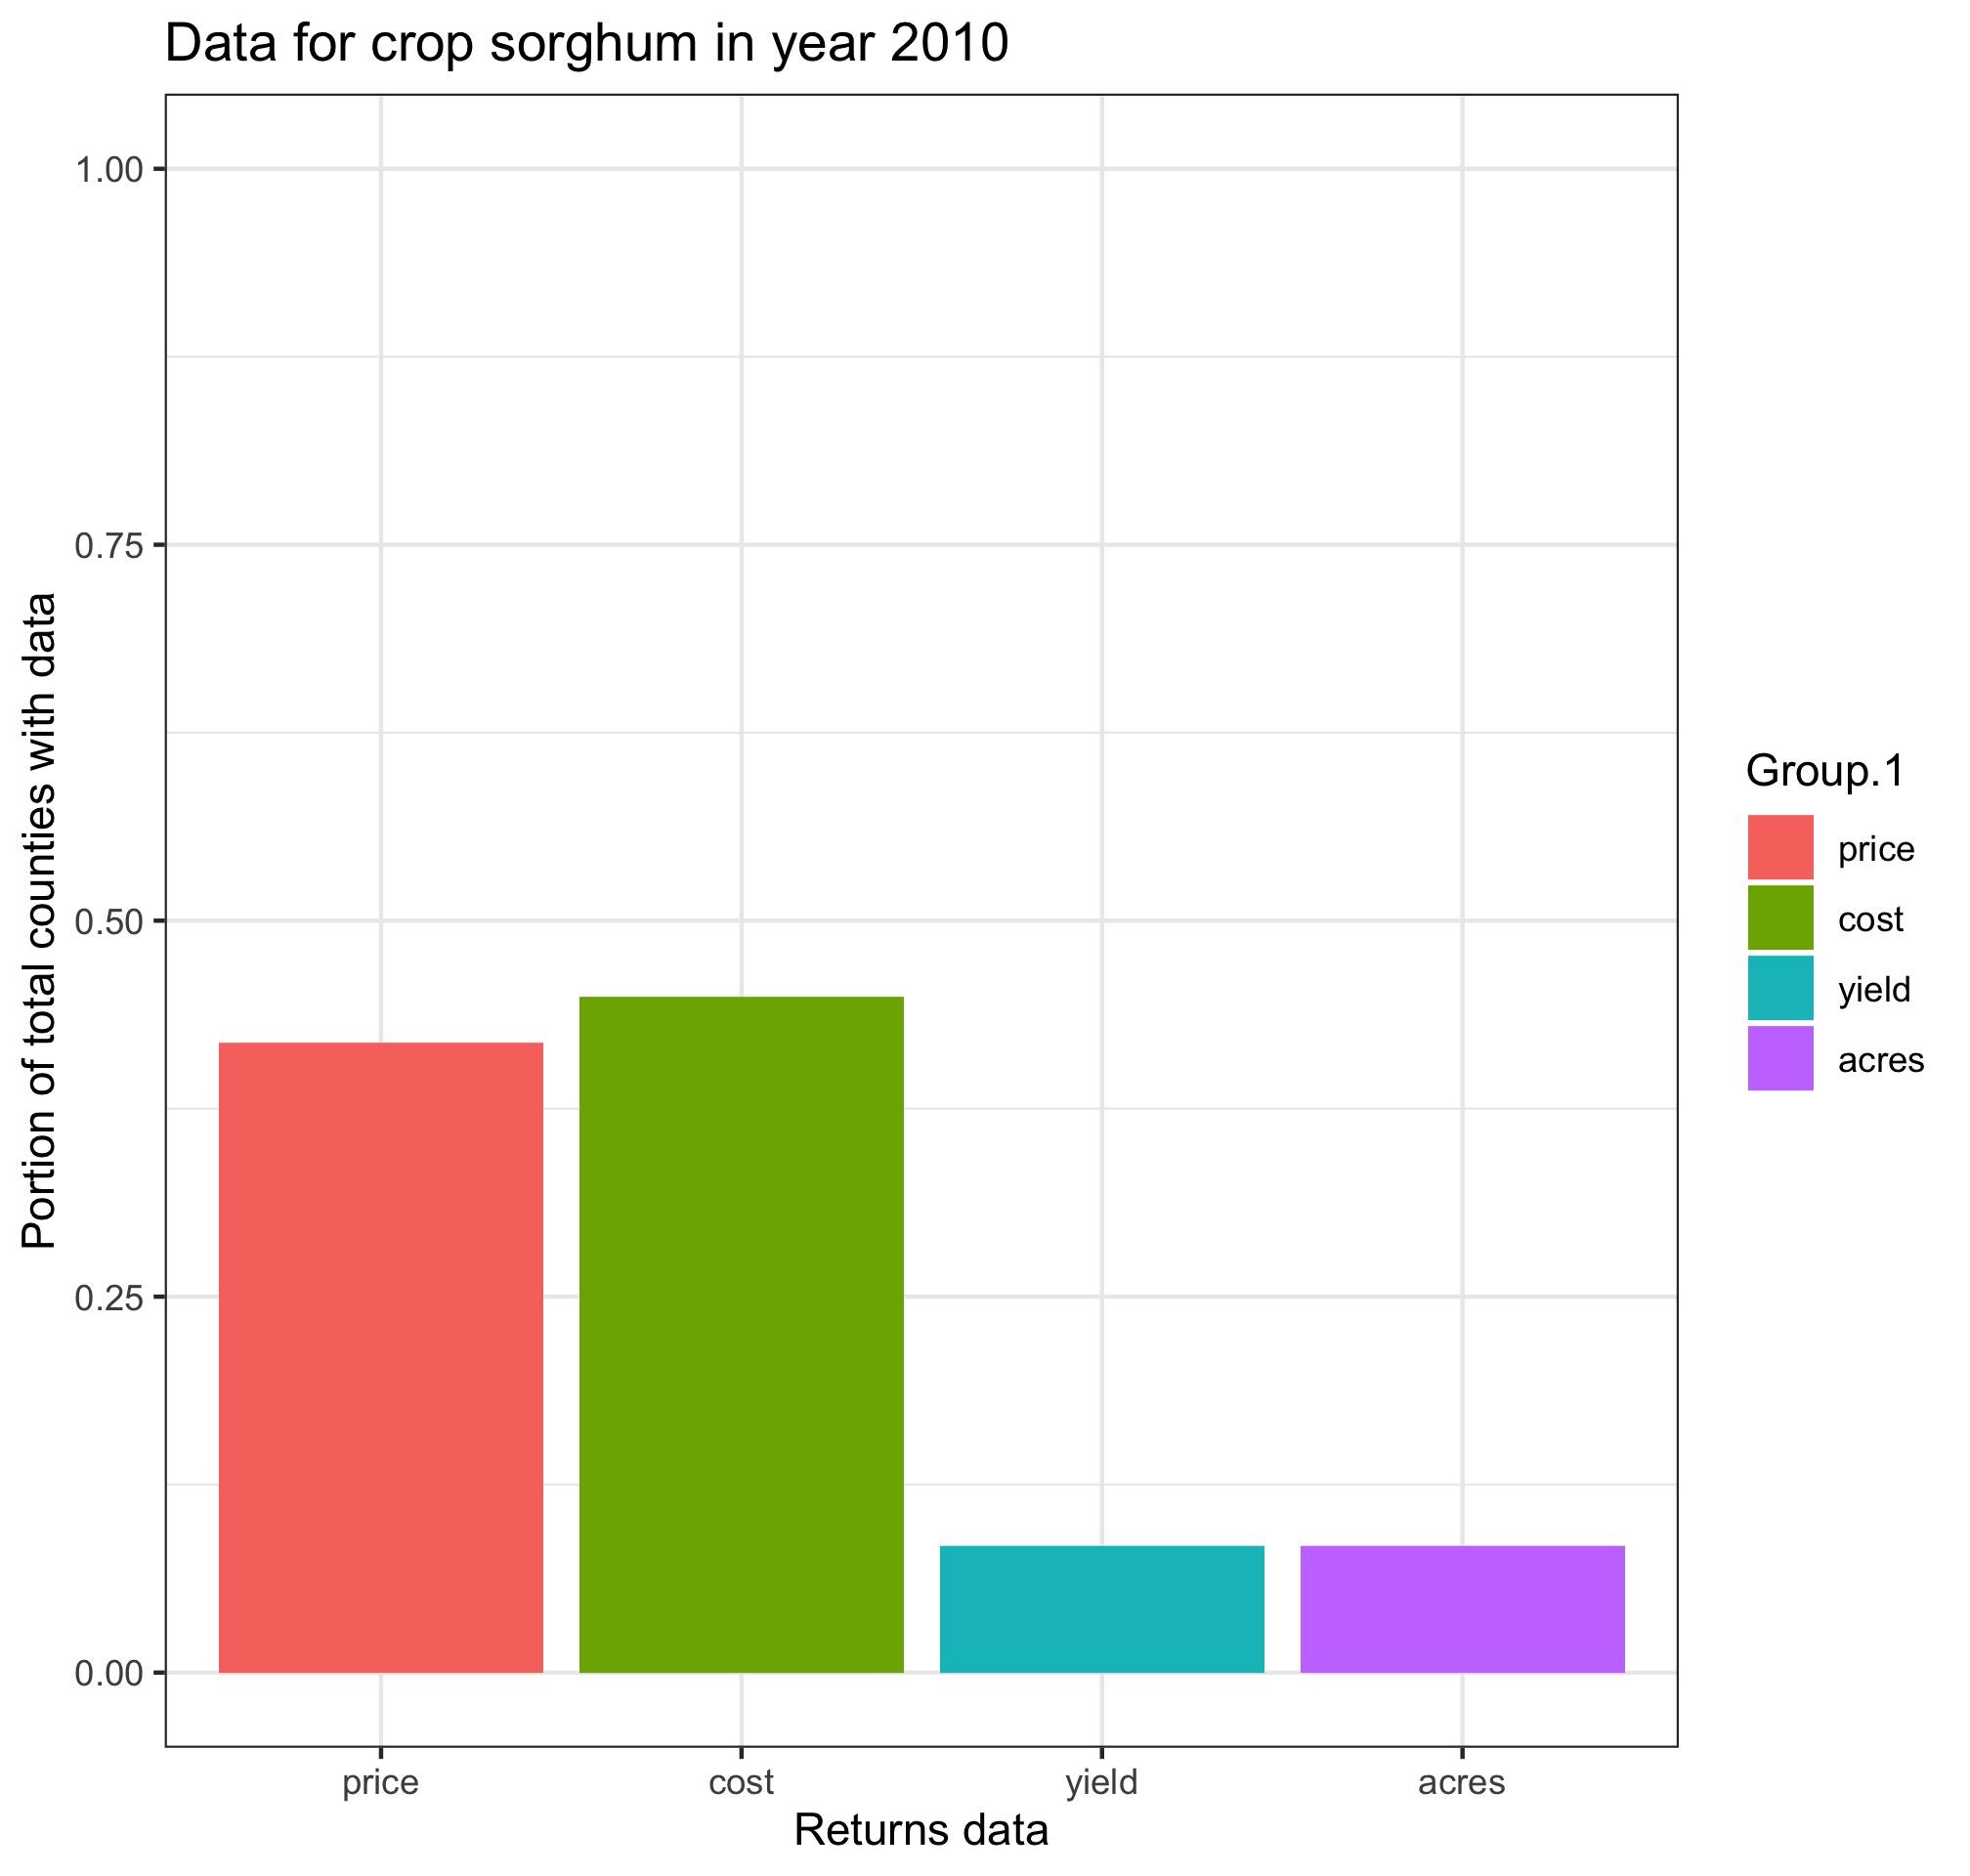 Data for crop sorghum in year 2010
Portion of total counties with data
1.00
0.75
0.50
0.25
0.00
price
cost
yield
acres
Returns data
Group.1
price
cost
yield
acres